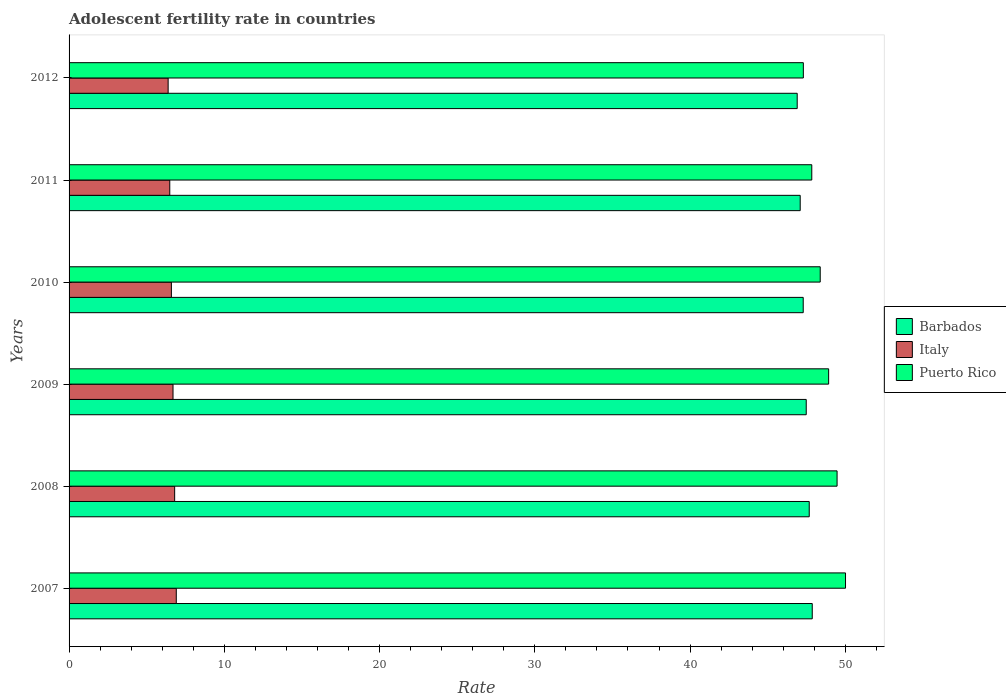 Adolescent fertility rate in countries
2012
2011
2010
2009
2008
2007
Years
0
10
20
30
40
50
Rate
Barbados
Italy
Puerto Rico